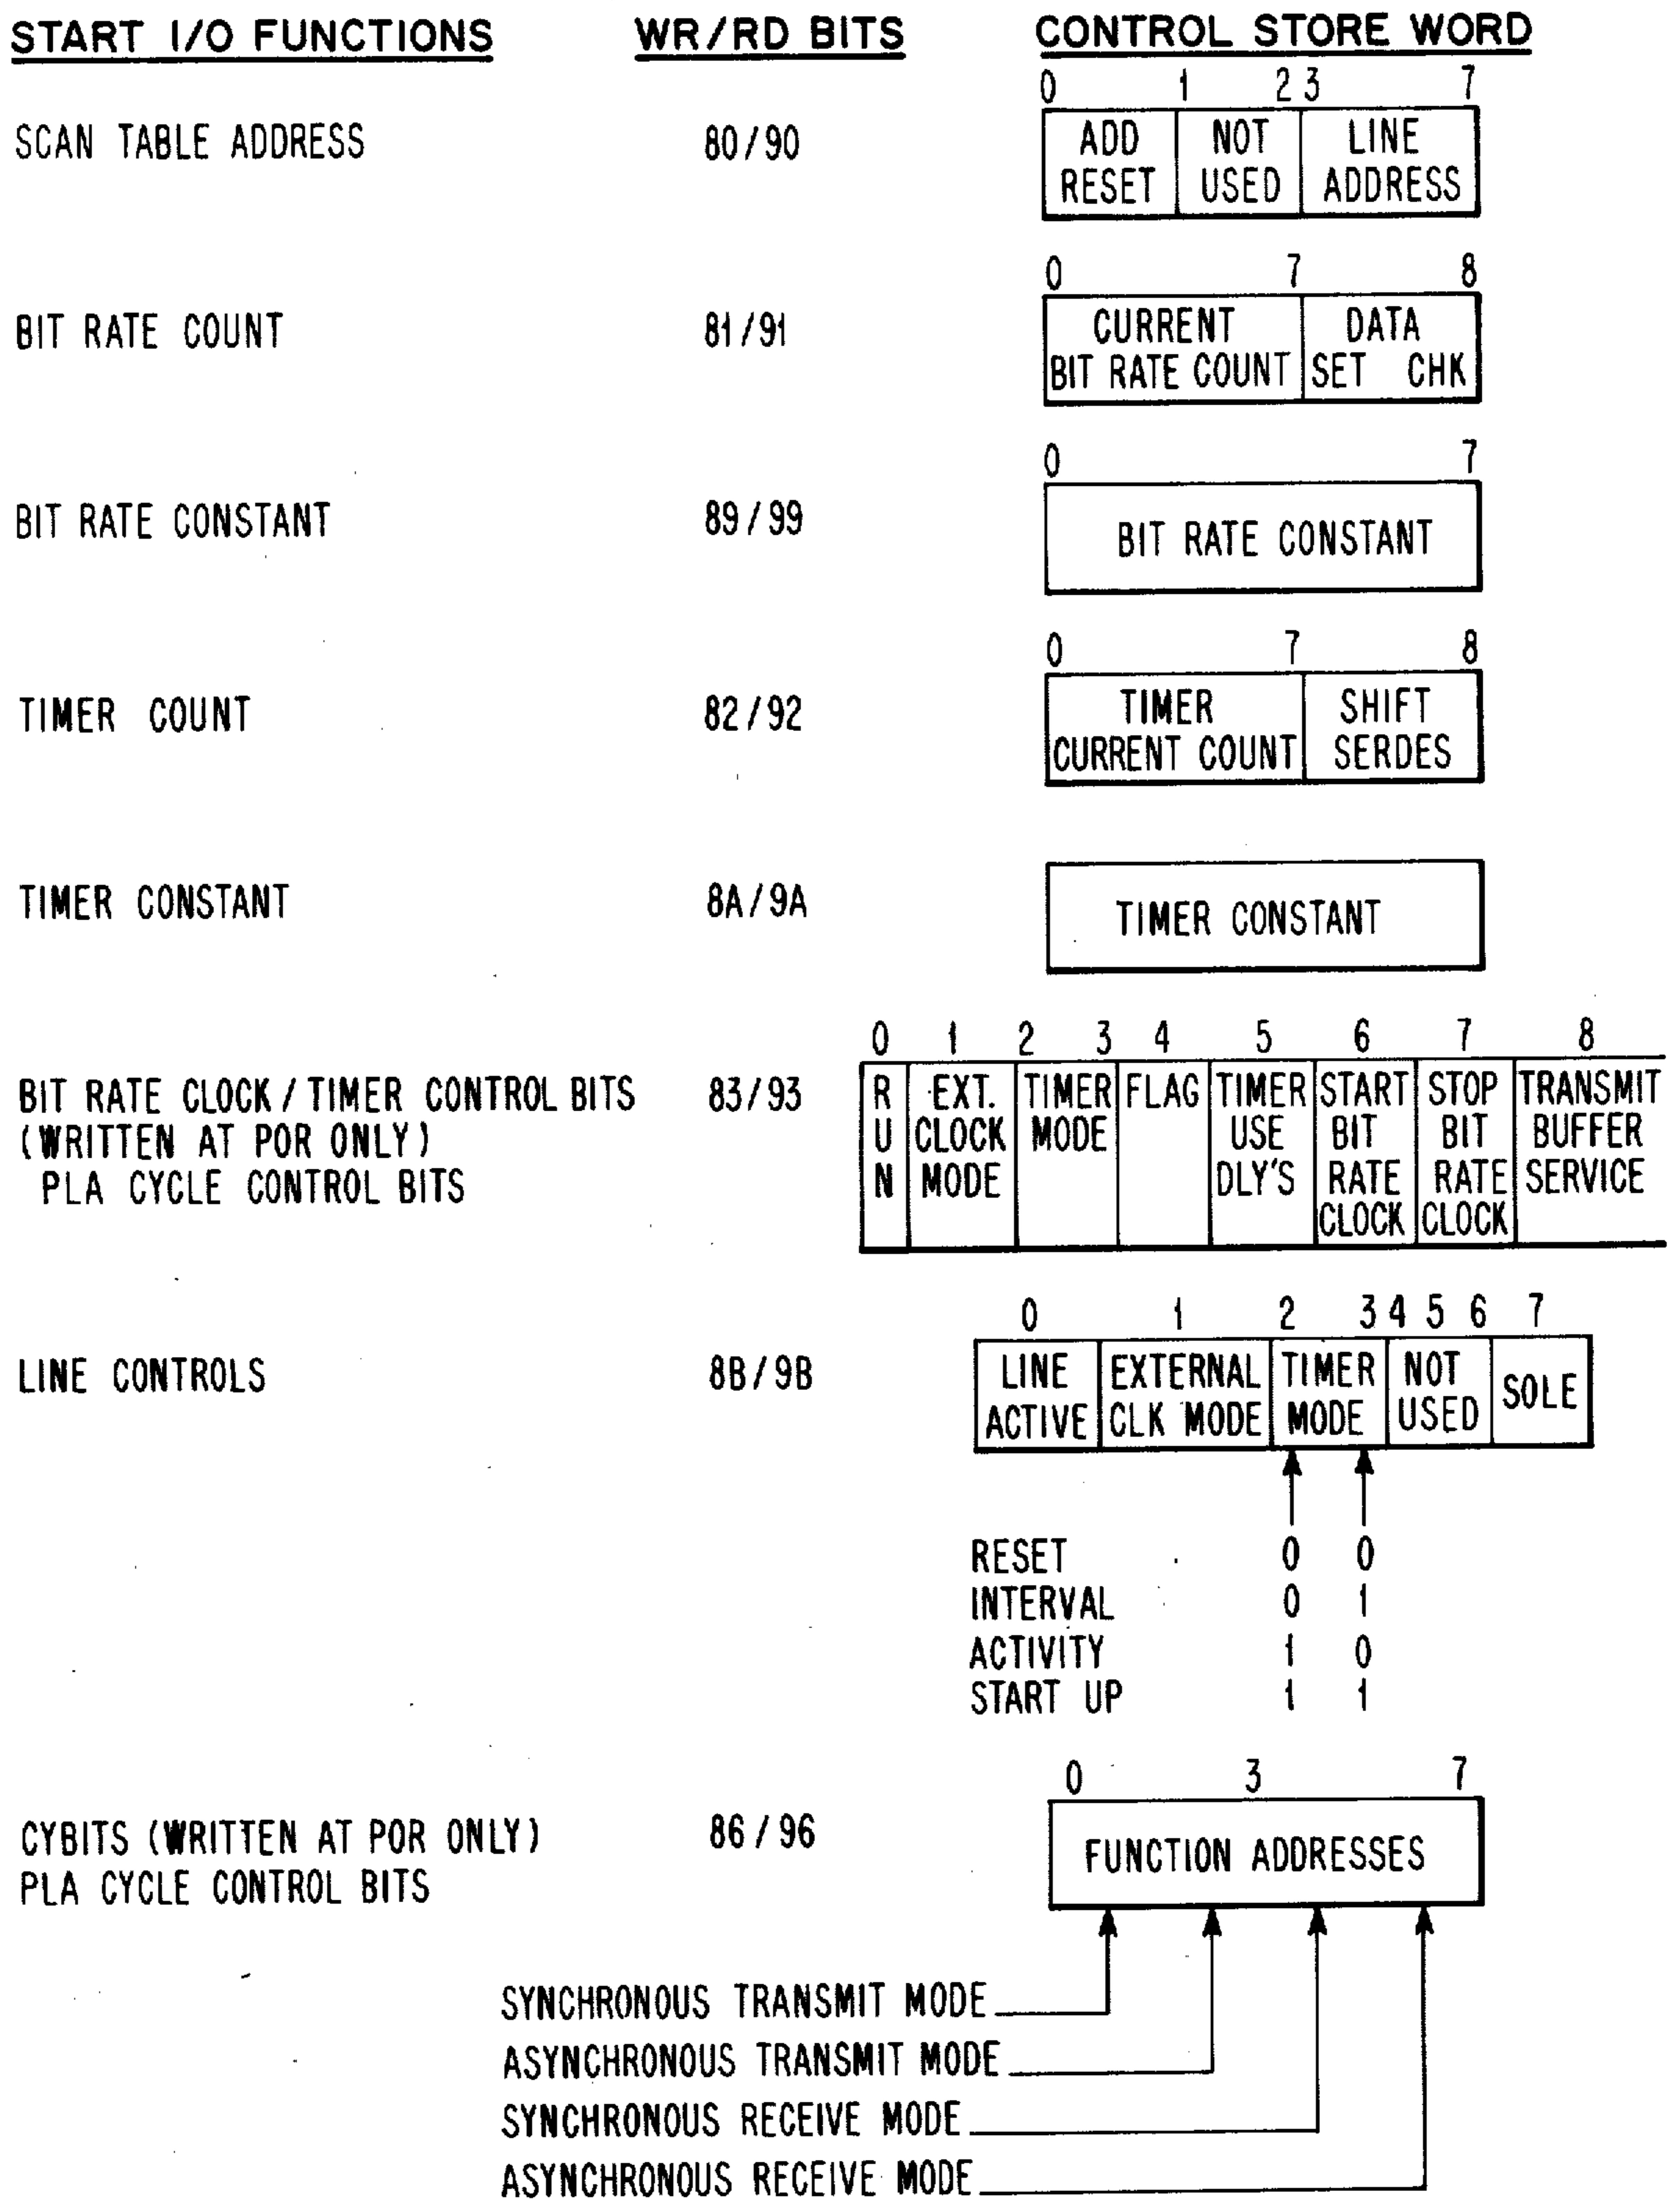 START I/O FUNCTIONS WR/RD BITS CONTROL STORE WORD
0 1 2 3 7
SCAN TABLE ADDRESS 80/90 ADD NOT LINE
RESET USED ADDRESS
0 7 8
BIT RATE COUNT 81/91 CURRENT DATA
BIT RATE COUNT SET CHK
0 7
BIT RATE CONSTANT 89/99 BIT RATE CONSTANT
0 7 8
TIMER COUNT 82/92 TIMER SHIFT
CURRENT COUNT SERDES
TIMER CONSTANT 8A/9A TIMER CONSTANT
0 1 2 3 4 5 6 7 8
BIT RATE CLOCK/TIMER CONTROL BITS 83/93 R EXT. TIMER FLAG TIMER START STOP TRANSMIT
(WRITTEN AT POR ONLY) U CLOCK MODE USE BIT BIT BUFFER
PLA CYCLE CONTROL BITS N MODE DLY'S RATE RATE SERVICE
CLOCK CLOCK
0 1 2 3 4 5 6 7
LINE CONTROLS 8B/9B LINE EXTERNAL TIMER NOT SOLE
ACTIVE CLK MODE MODE USED
RESET 0 0
INTERVAL 0 1
ACTIVITY 1 0
START UP 1 1
0 3 7
CYBITS (WRITTEN AT POR ONLY) 86/96 FUNCTION ADDRESSES
PLA CYCLE CONTROL BITS
SYNCHRONOUS TRANSMIT MODE
ASYNCHRONOUS TRANSMIT MODE
SYNCHRONOUS RECEIVE MODE
ASYNCHRONOUS RECEIVE MODE